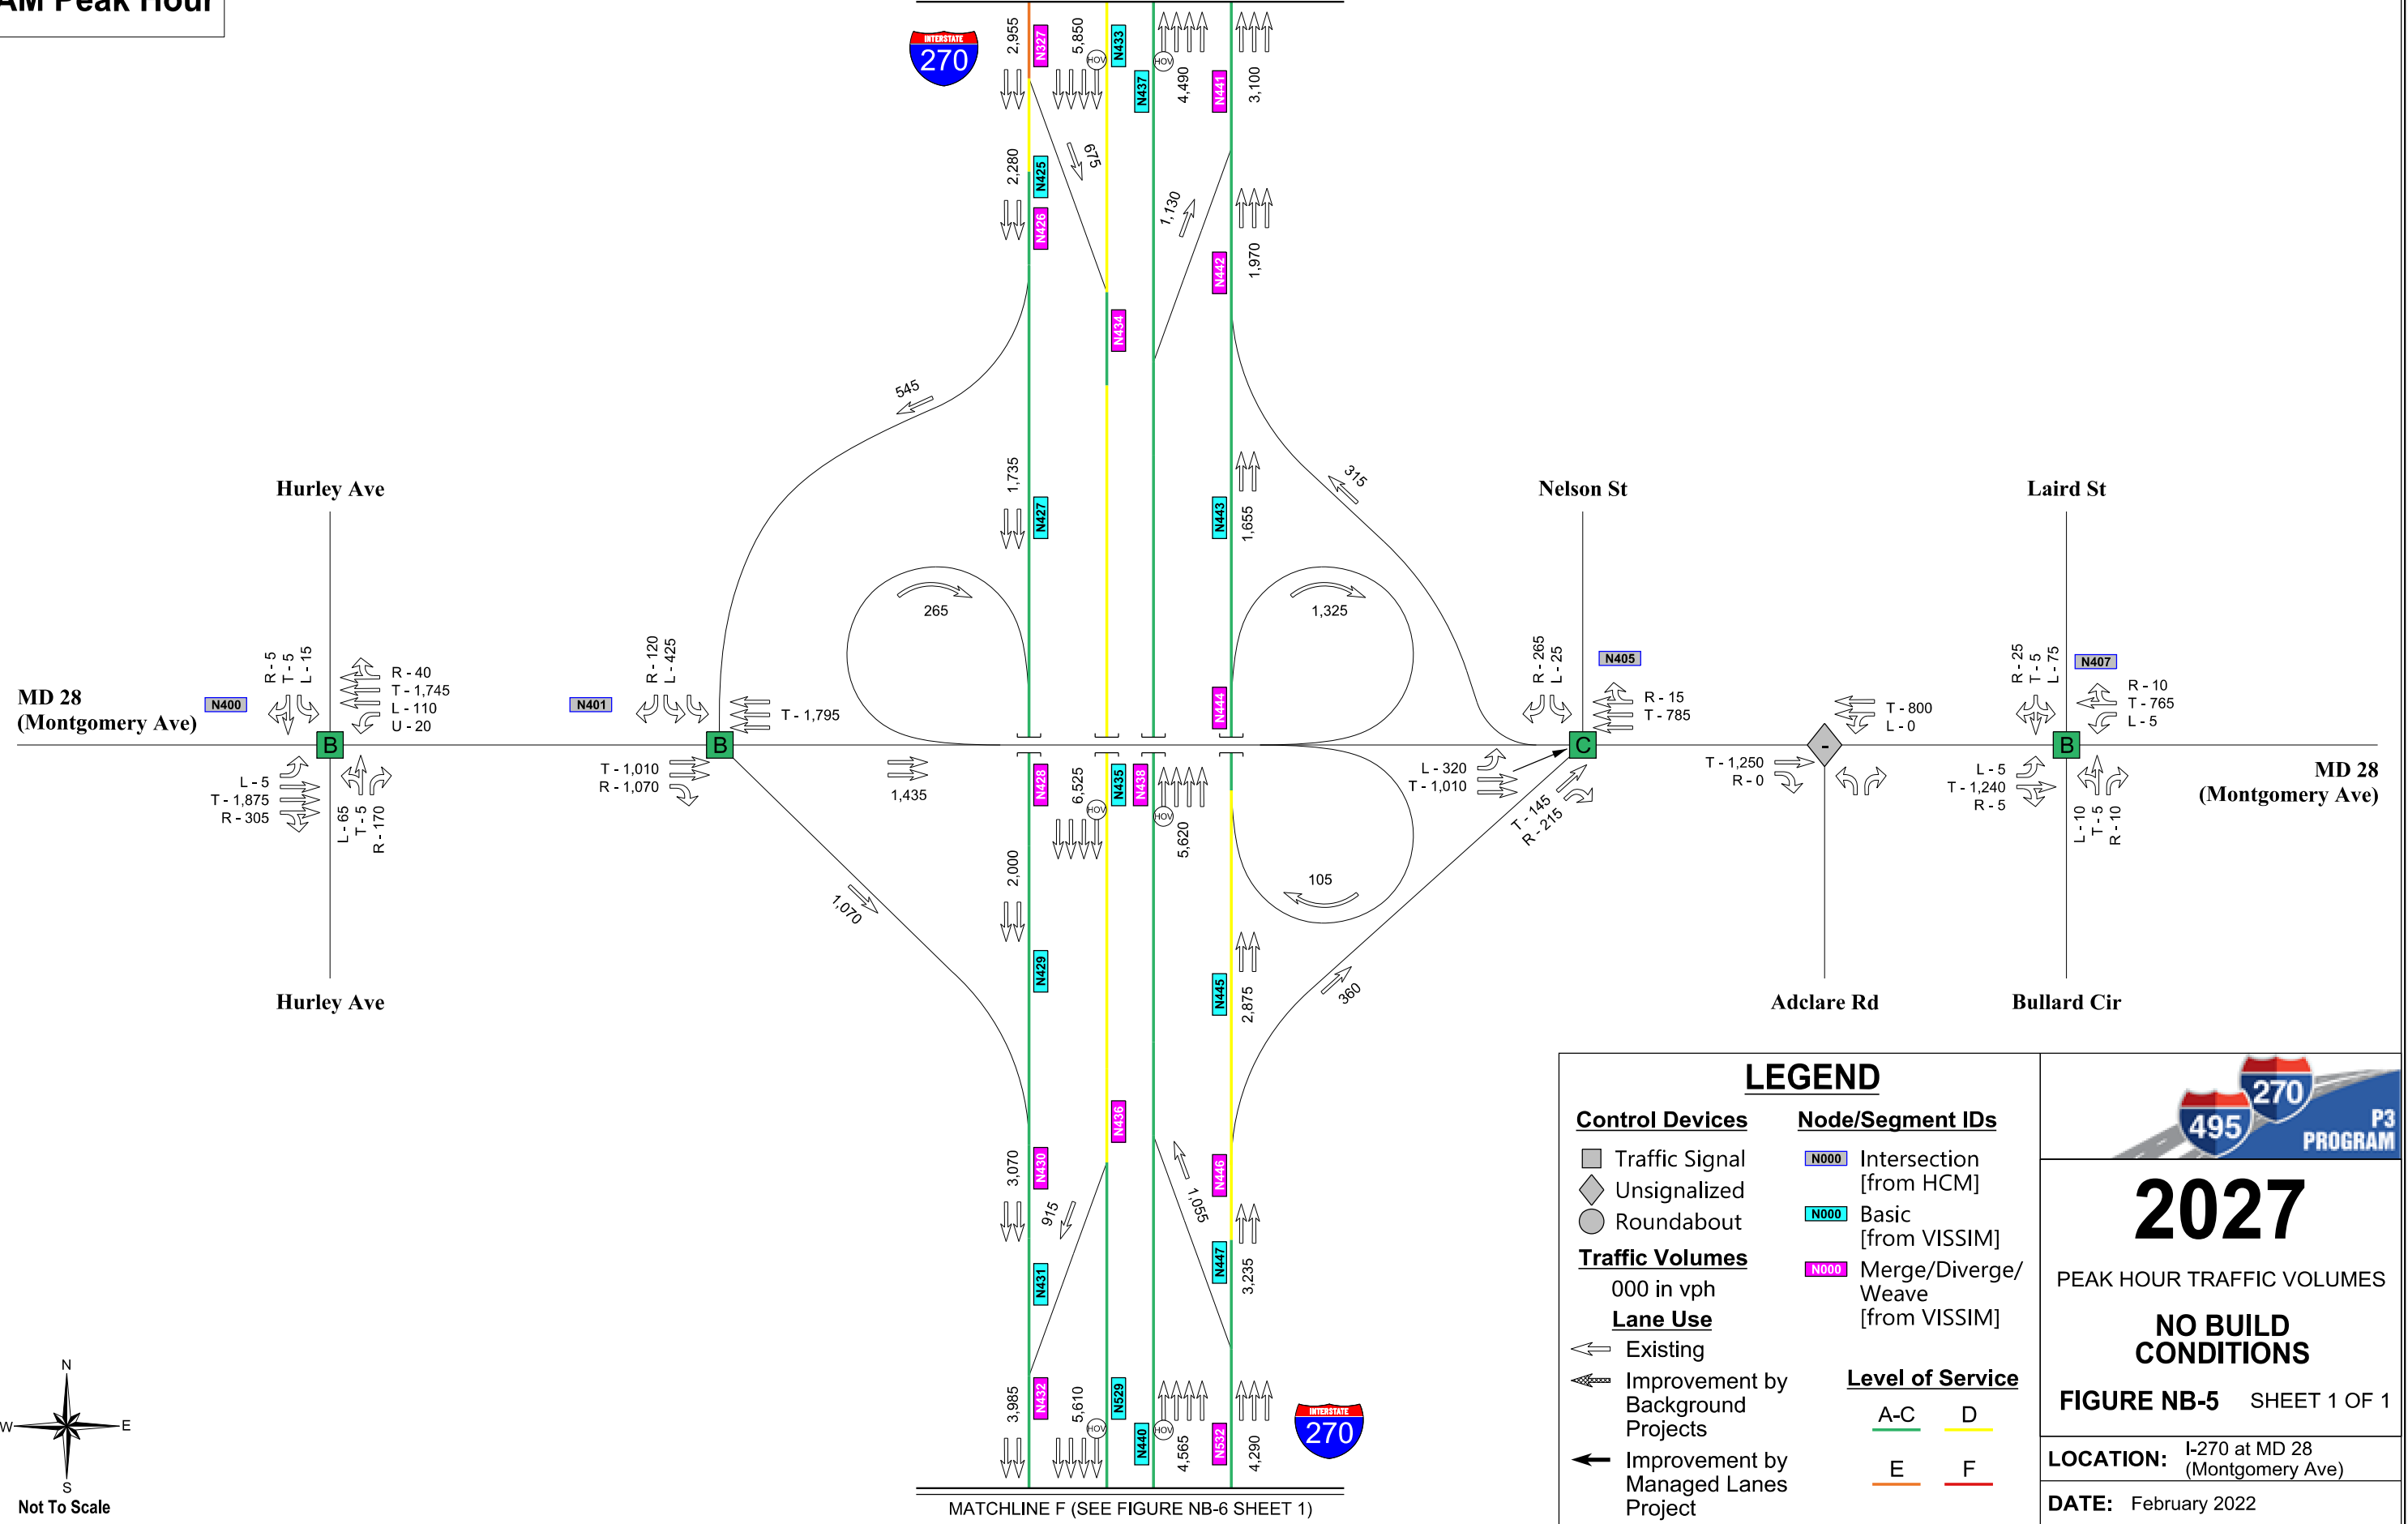 AM Peak Hour
INTERSTATE
270
2,955
N327
5,850
HOV
N433
N437
HOV
4,490
N441
3,100
2,280
N425
N426
675
1,130
N442
1,970
N434
545
1,735
N427
N443
1,655
315
265
1,325
Hurley Ave
Nelson St
Laird St
MD 28
(Montgomery Ave)
N400
R - 5
T - 5
L - 15
R - 40
T - 1,745
L - 110
U - 20
B
L - 5
T - 1,875
R - 305
L - 65
T - 5
R - 170
Hurley Ave
N401
R - 120
L - 425
T - 1,795
B
T - 1,010
R - 1,070
1,435
N444
N428
6,525
HOV
N435
N438
HOV
5,620
L - 320
T - 1,010
R - 265
L - 25
N405
R - 15
T - 785
C
T - 145
R - 215
T - 800
L - 0
-
T - 1,250
R - 0
R - 25
T - 5
L - 75
N407
R - 10
T - 765
L - 5
B
L - 5
T - 1,240
R - 5
L - 10
T - 5
R - 10
MD 28
(Montgomery Ave)
Adclare Rd
Bullard Cir
2,000
1,070
105
N429
N445
2,875
360
N436
3,070
N430
915
1,055
N446
N431
N447
3,235
3,985
N432
5,610
HOV
N529
N440
HOV
4,565
N532
4,290
INTERSTATE
270
MATCHLINE F (SEE FIGURE NB-6 SHEET 1)
N
W
E
S
Not To Scale
LEGEND
Control Devices
Traffic Signal
Unsignalized
Roundabout
Traffic Volumes
000 in vph
Lane Use
Existing
Improvement by
Background
Projects
Improvement by
Managed Lanes
Project
Node/Segment IDs
N000 Intersection
[from HCM]
N000 Basic
[from VISSIM]
N000 Merge/Diverge/
Weave
[from VISSIM]
Level of Service
A-C D
E F
495
270
P3
PROGRAM
2027
PEAK HOUR TRAFFIC VOLUMES
NO BUILD
CONDITIONS
FIGURE NB-5 SHEET 1 OF 1
LOCATION: I-270 at MD 28
(Montgomery Ave)
DATE: February 2022